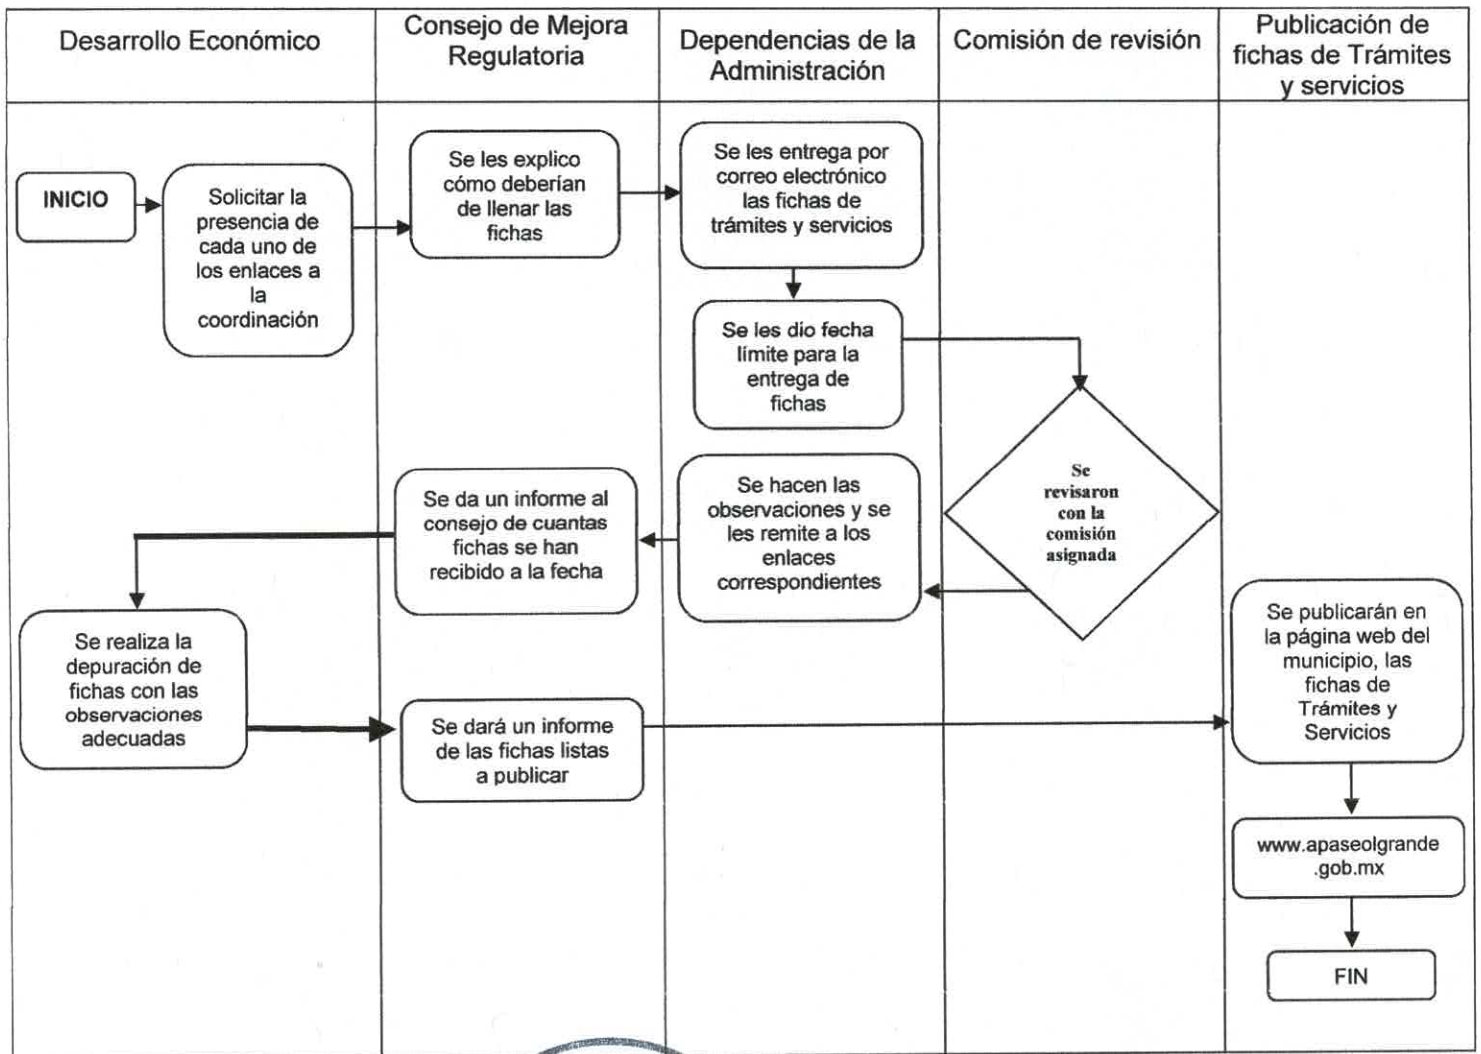 Desarrollo Económico
Consejo de Mejora
Regulatoria
Dependencias de la
Administración
Comisión de revisión
Publicación de
fichas de Trámites
y servicios
INICIO
Solicitar la
presencia de
cada uno de
los enlaces a
la
coordinación
Se les explico
cómo deberían
de llenar las
fichas
Se les entrega por
correo electrónico
las fichas de
trámites y servicios
Se les dio fecha
límite para la
entrega de
fichas
Se
revisaron
con la
comisión
asignada
Se hacen las
observaciones y se
les remite a los
enlaces
correspondientes
Se da un informe al
consejo de cuantas
fichas se han
recibido a la fecha
Se realiza la
depuración de
fichas con las
observaciones
adecuadas
Se dará un informe
de las fichas listas
a publicar
Se publicarán en
la página web del
municipio, las
fichas de
Trámites y
Servicios
www.apaseolgrande
.gob.mx
FIN